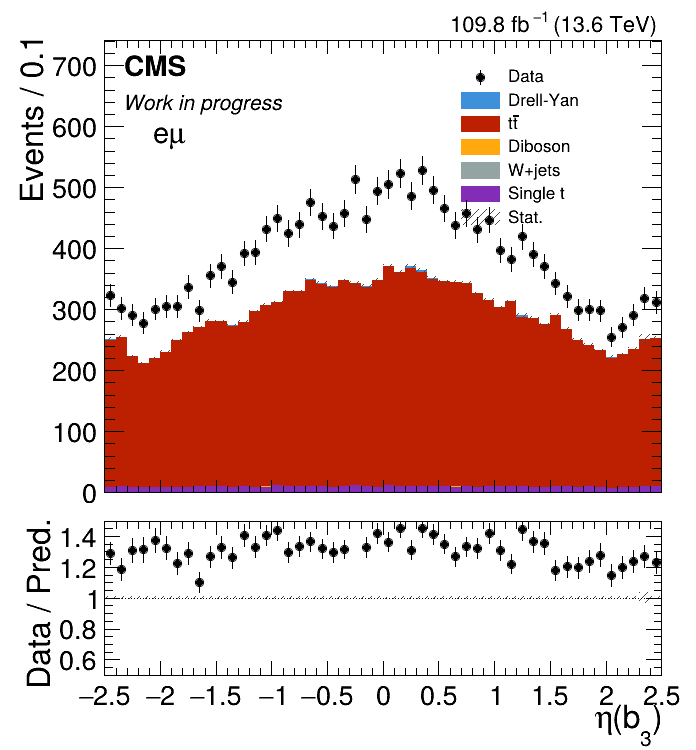 109.8 fb⁻¹ (13.6 TeV)
Events / 0.1
700
600
500
400
300
200
100
0
CMS
Work in progress
eμ
Data
Drell-Yan
tt̄
Diboson
W+jets
Single t
Stat.
Data / Pred.
1.4
1.2
1
0.8
0.6
−2.5 −2 −1.5 −1 −0.5 0 0.5 1 1.5 2 2.5
η(b₃)